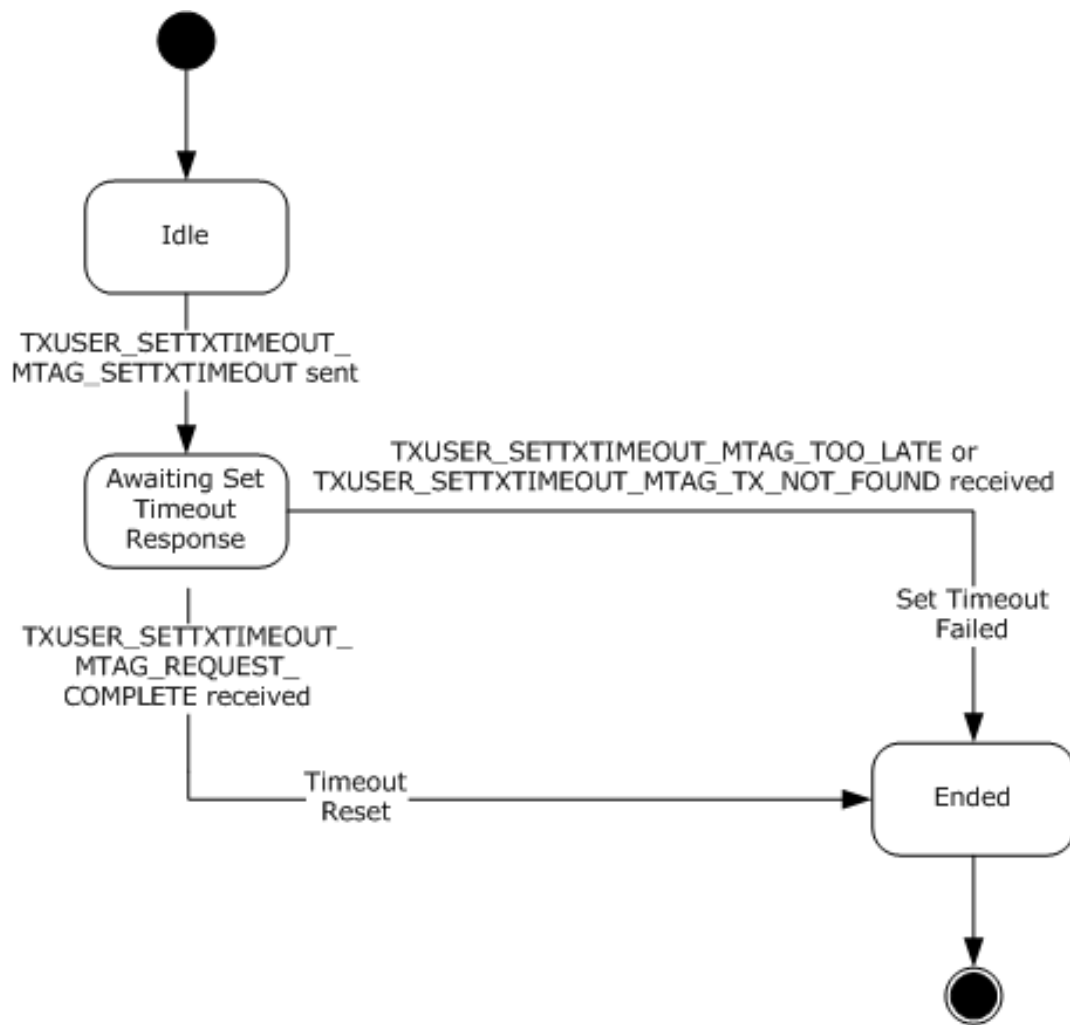 Idle
TXUSER_SETTXTIMEOUT_
MTAG_SETTXTIMEOUT sent
Awaiting Set
Timeout
Response
TXUSER_SETTXTIMEOUT_MTAG_TOO_LATE or
TXUSER_SETTXTIMEOUT_MTAG_TX_NOT_FOUND received
Set Timeout
Failed
TXUSER_SETTXTIMEOUT_
MTAG_REQUEST_
COMPLETE received
Timeout
Reset
Ended